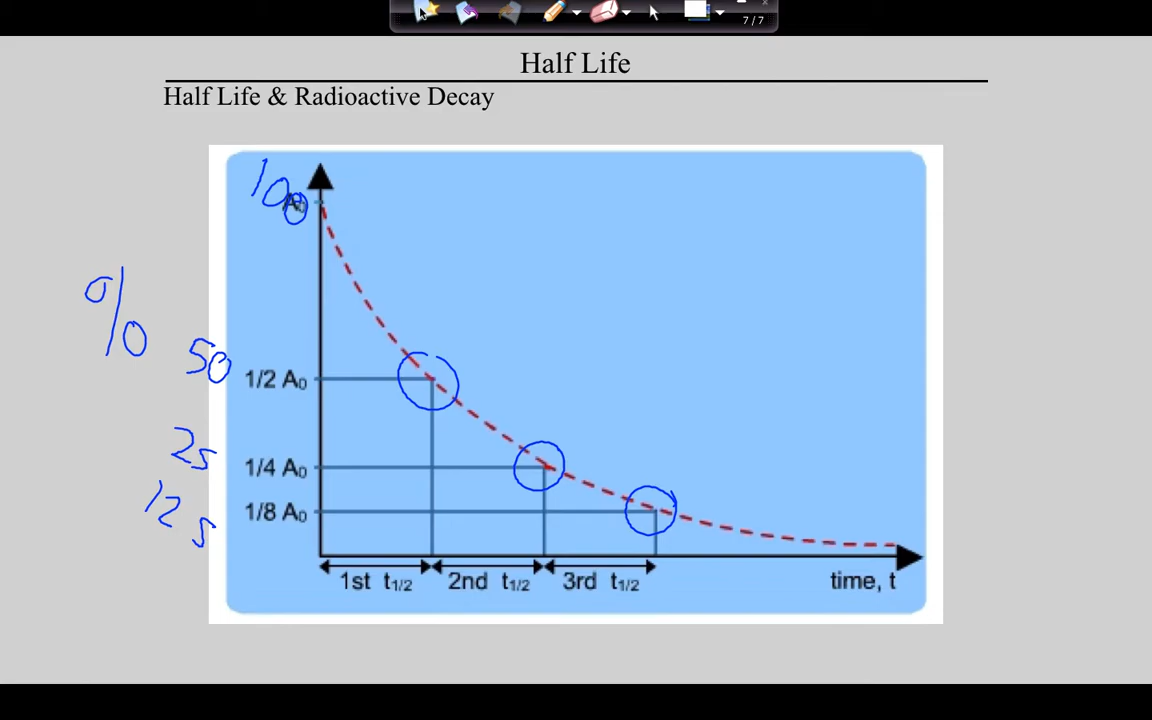 7 / 7
Half Life
Half Life & Radioactive Decay
100
A₀
%
50
1/2 A₀
25
1/4 A₀
12 5
1/8 A₀
1st t₁/₂ 2nd t₁/₂ 3rd t₁/₂ time, t